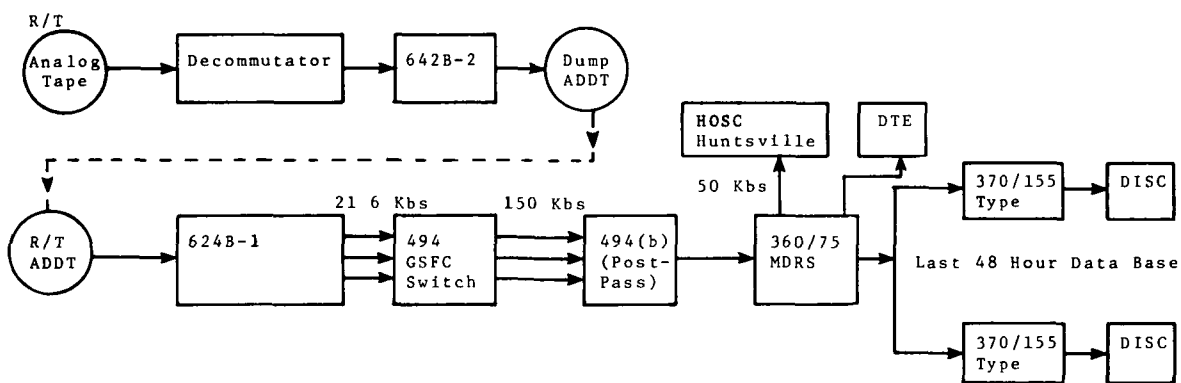 R/T
Analog
Tape
Decommutator
642B-2
Dump
ADDT
HOSC
Huntsville
DTE
50 Kbs
370/155
Type
DISC
R/T
ADDT
624B-1
21 6 Kbs
494
GSFC
Switch
150 Kbs
494(b)
(Post-
Pass)
360/75
MDRS
Last 48 Hour Data Base
370/155
Type
DISC